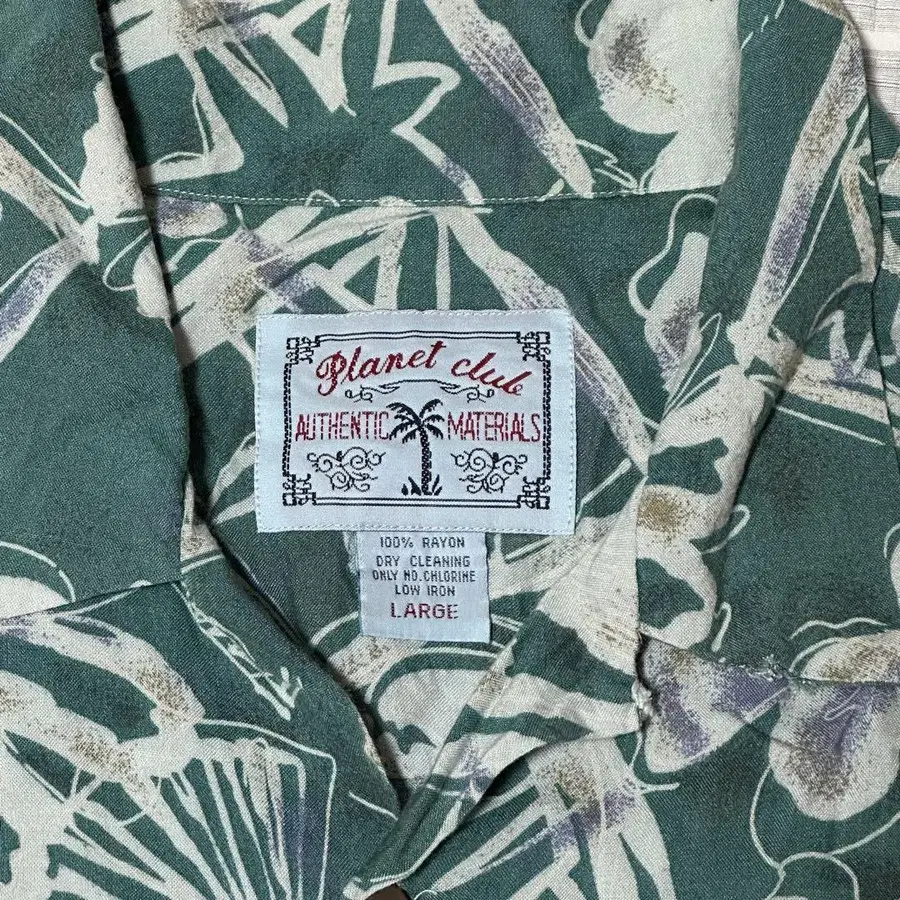 Planet club
AUTHENTIC MATERIALS
100% RAYON
DRY CLEANING
ONLY NO. CHLORINE
LOW IRON
LARGE